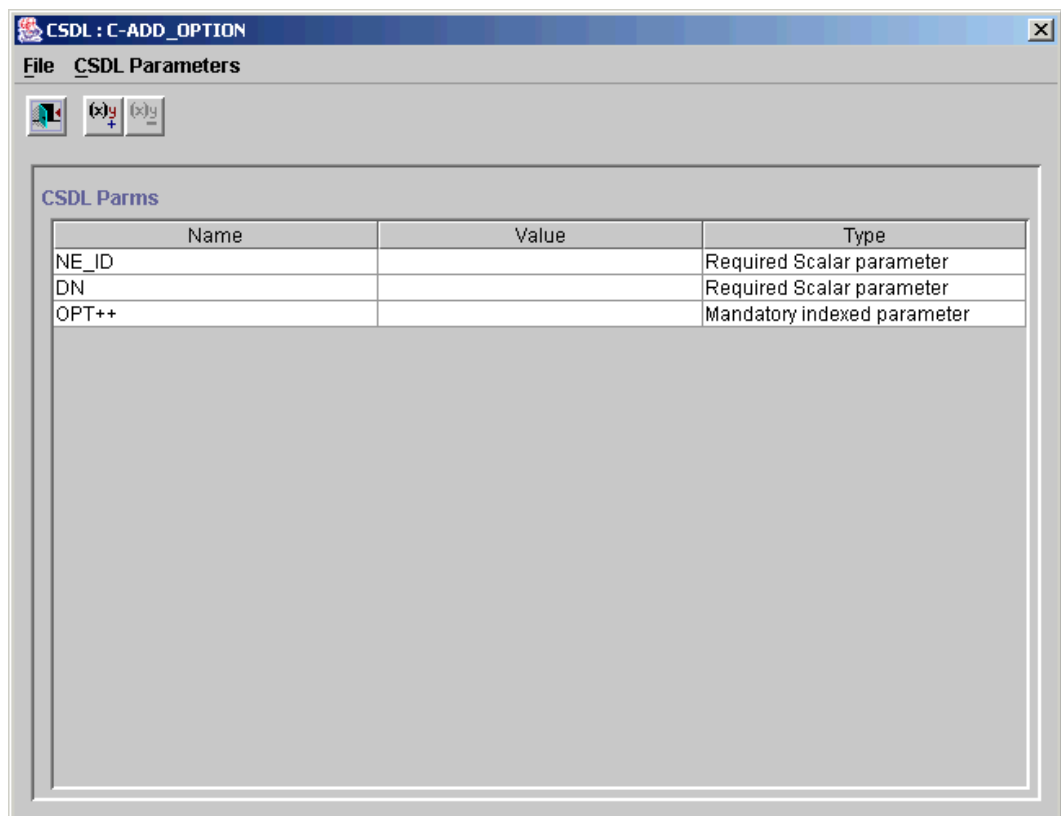 CSDL : C-ADD_OPTION
File CSDL Parameters
(x)y + (x)y -
CSDL Parms
Name Value Type
NE_ID Required Scalar parameter
DN Required Scalar parameter
OPT++ Mandatory indexed parameter